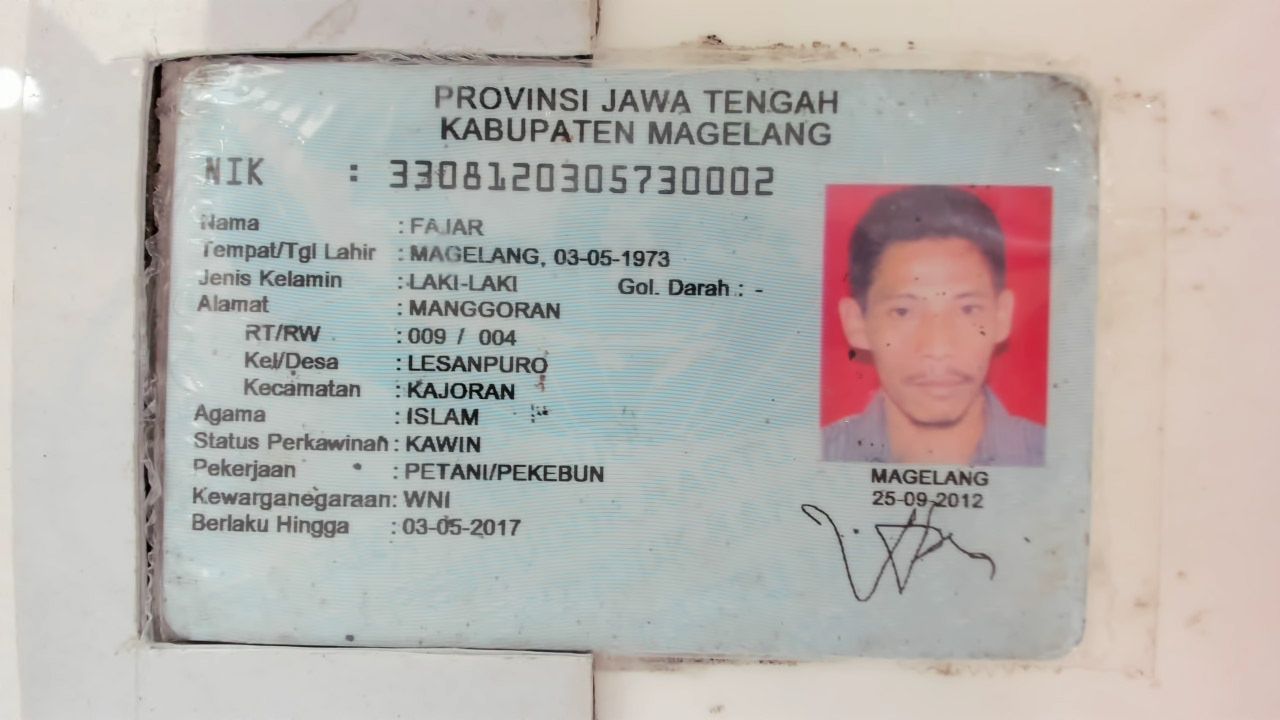 PROVINSI JAWA TENGAH
KABUPATEN MAGELANG
NIK : 3308120305730002
Nama : FAJAR
Tempat/Tgl Lahir : MAGELANG, 03-05-1973
Jenis Kelamin : LAKI-LAKI Gol. Darah : -
Alamat : MANGGORAN
RT/RW : 009 / 004
Kel/Desa : LESANPURO
Kecamatan : KAJORAN
Agama : ISLAM
Status Perkawinan : KAWIN
Pekerjaan : PETANI/PEKEBUN
Kewarganegaraan : WNI
Berlaku Hingga : 03-05-2017
MAGELANG
25-09-2012